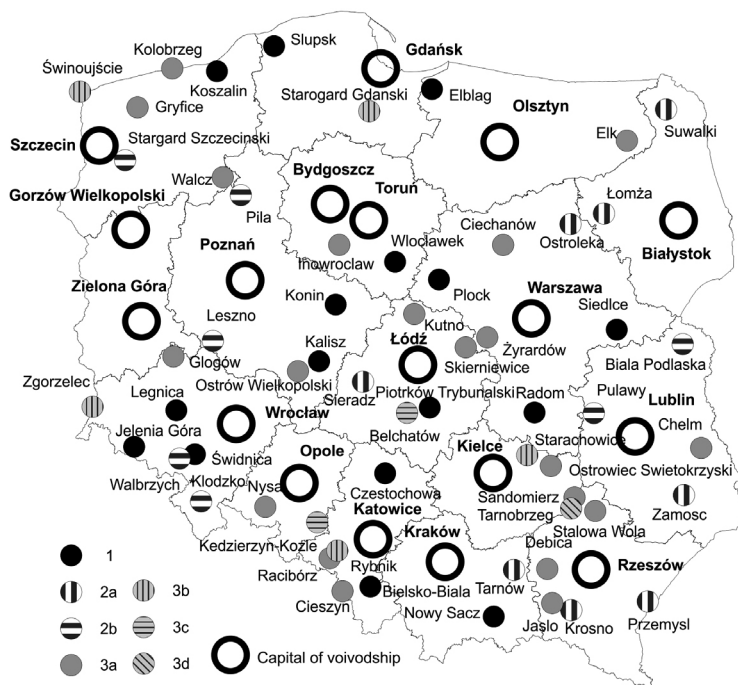 Kolobrzeg
Slupsk
Gdańsk
Świnoujście
Koszalin
Gryfice
Starogard Gdanski
Elblag
Olsztyn
Suwalki
Szczecin
Stargard Szczecinski
Elk
Walcz
Bydgoszcz
Toruń
Gorzów Wielkopolski
Pila
Łomża
Ciechanów
Ostroleka
Poznań
Wloclawek
Białystok
Inowroclaw
Zielona Góra
Konin
Plock
Warszawa
Siedlce
Leszno
Kutno
Kalisz
Łódź
Żyrardów
Glogów
Skierniewice
Biala Podlaska
Zgorzelec
Ostrów Wielkopolski
Legnica
Sieradz
Piotrków Trybunalski
Radom
Pulawy
Lublin
Wrocław
Jelenia Góra
Belchatów
Chelm
Świdnica
Opole
Kielce
Starachowice
Walbrzych
Klodzko
Nysa
Czestochowa
Ostrowiec Swietokrzyski
Sandomierz
Katowice
Tarnobrzeg
Zamosc
Kedzierzyn-Koźle
Kraków
Stalowa Wola
Rybnik
Debica
Racibórz
Rzeszów
Bielsko-Biala
Tarnów
Cieszyn
Nowy Sacz
Jaslo
Krosno
Przemysl
1
2a
3b
2b
3c
3a
3d
Capital of voivodship